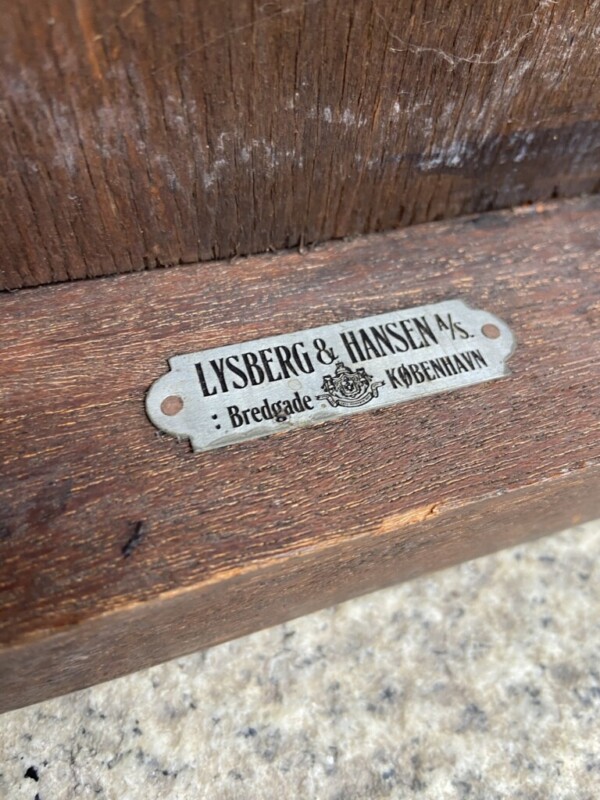 LYSBERG & HANSEN A/S.
: Bredgade : KØBENHAVN